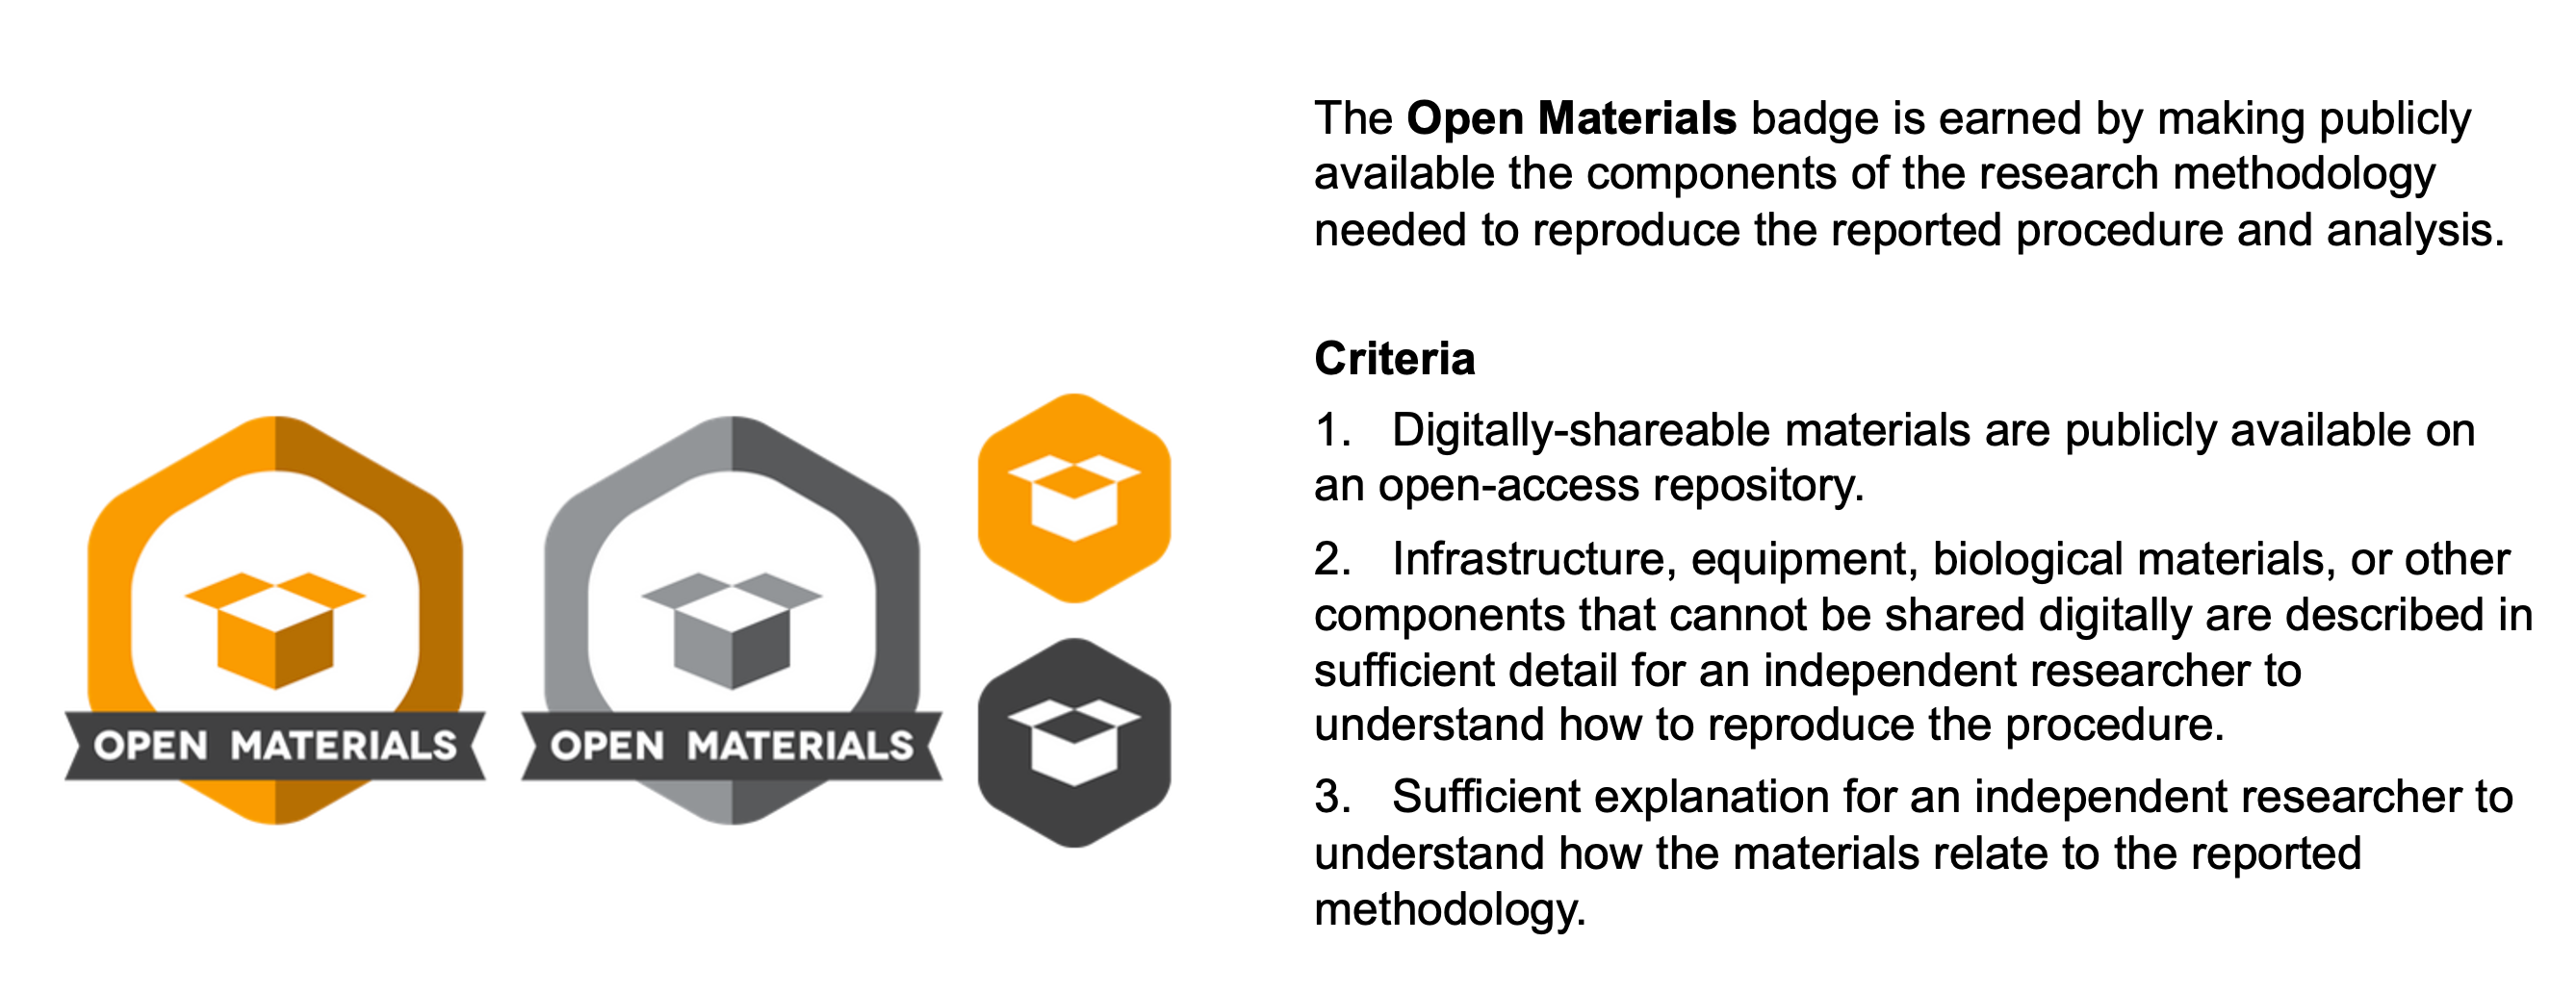 The Open Materials badge is earned by making publicly
available the components of the research methodology
needed to reproduce the reported procedure and analysis.
Criteria
1. Digitally-shareable materials are publicly available on
an open-access repository.
2. Infrastructure, equipment, biological materials, or other
components that cannot be shared digitally are described in
sufficient detail for an independent researcher to
understand how to reproduce the procedure.
3. Sufficient explanation for an independent researcher to
understand how the materials relate to the reported
methodology.
OPEN MATERIALS
OPEN MATERIALS